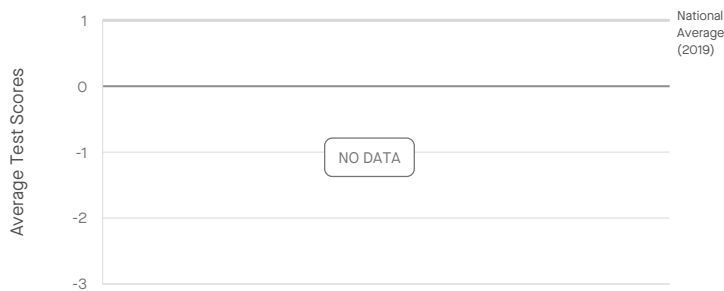 Average Test Scores
1
0
-1
-2
-3
NO DATA
National
Average
(2019)